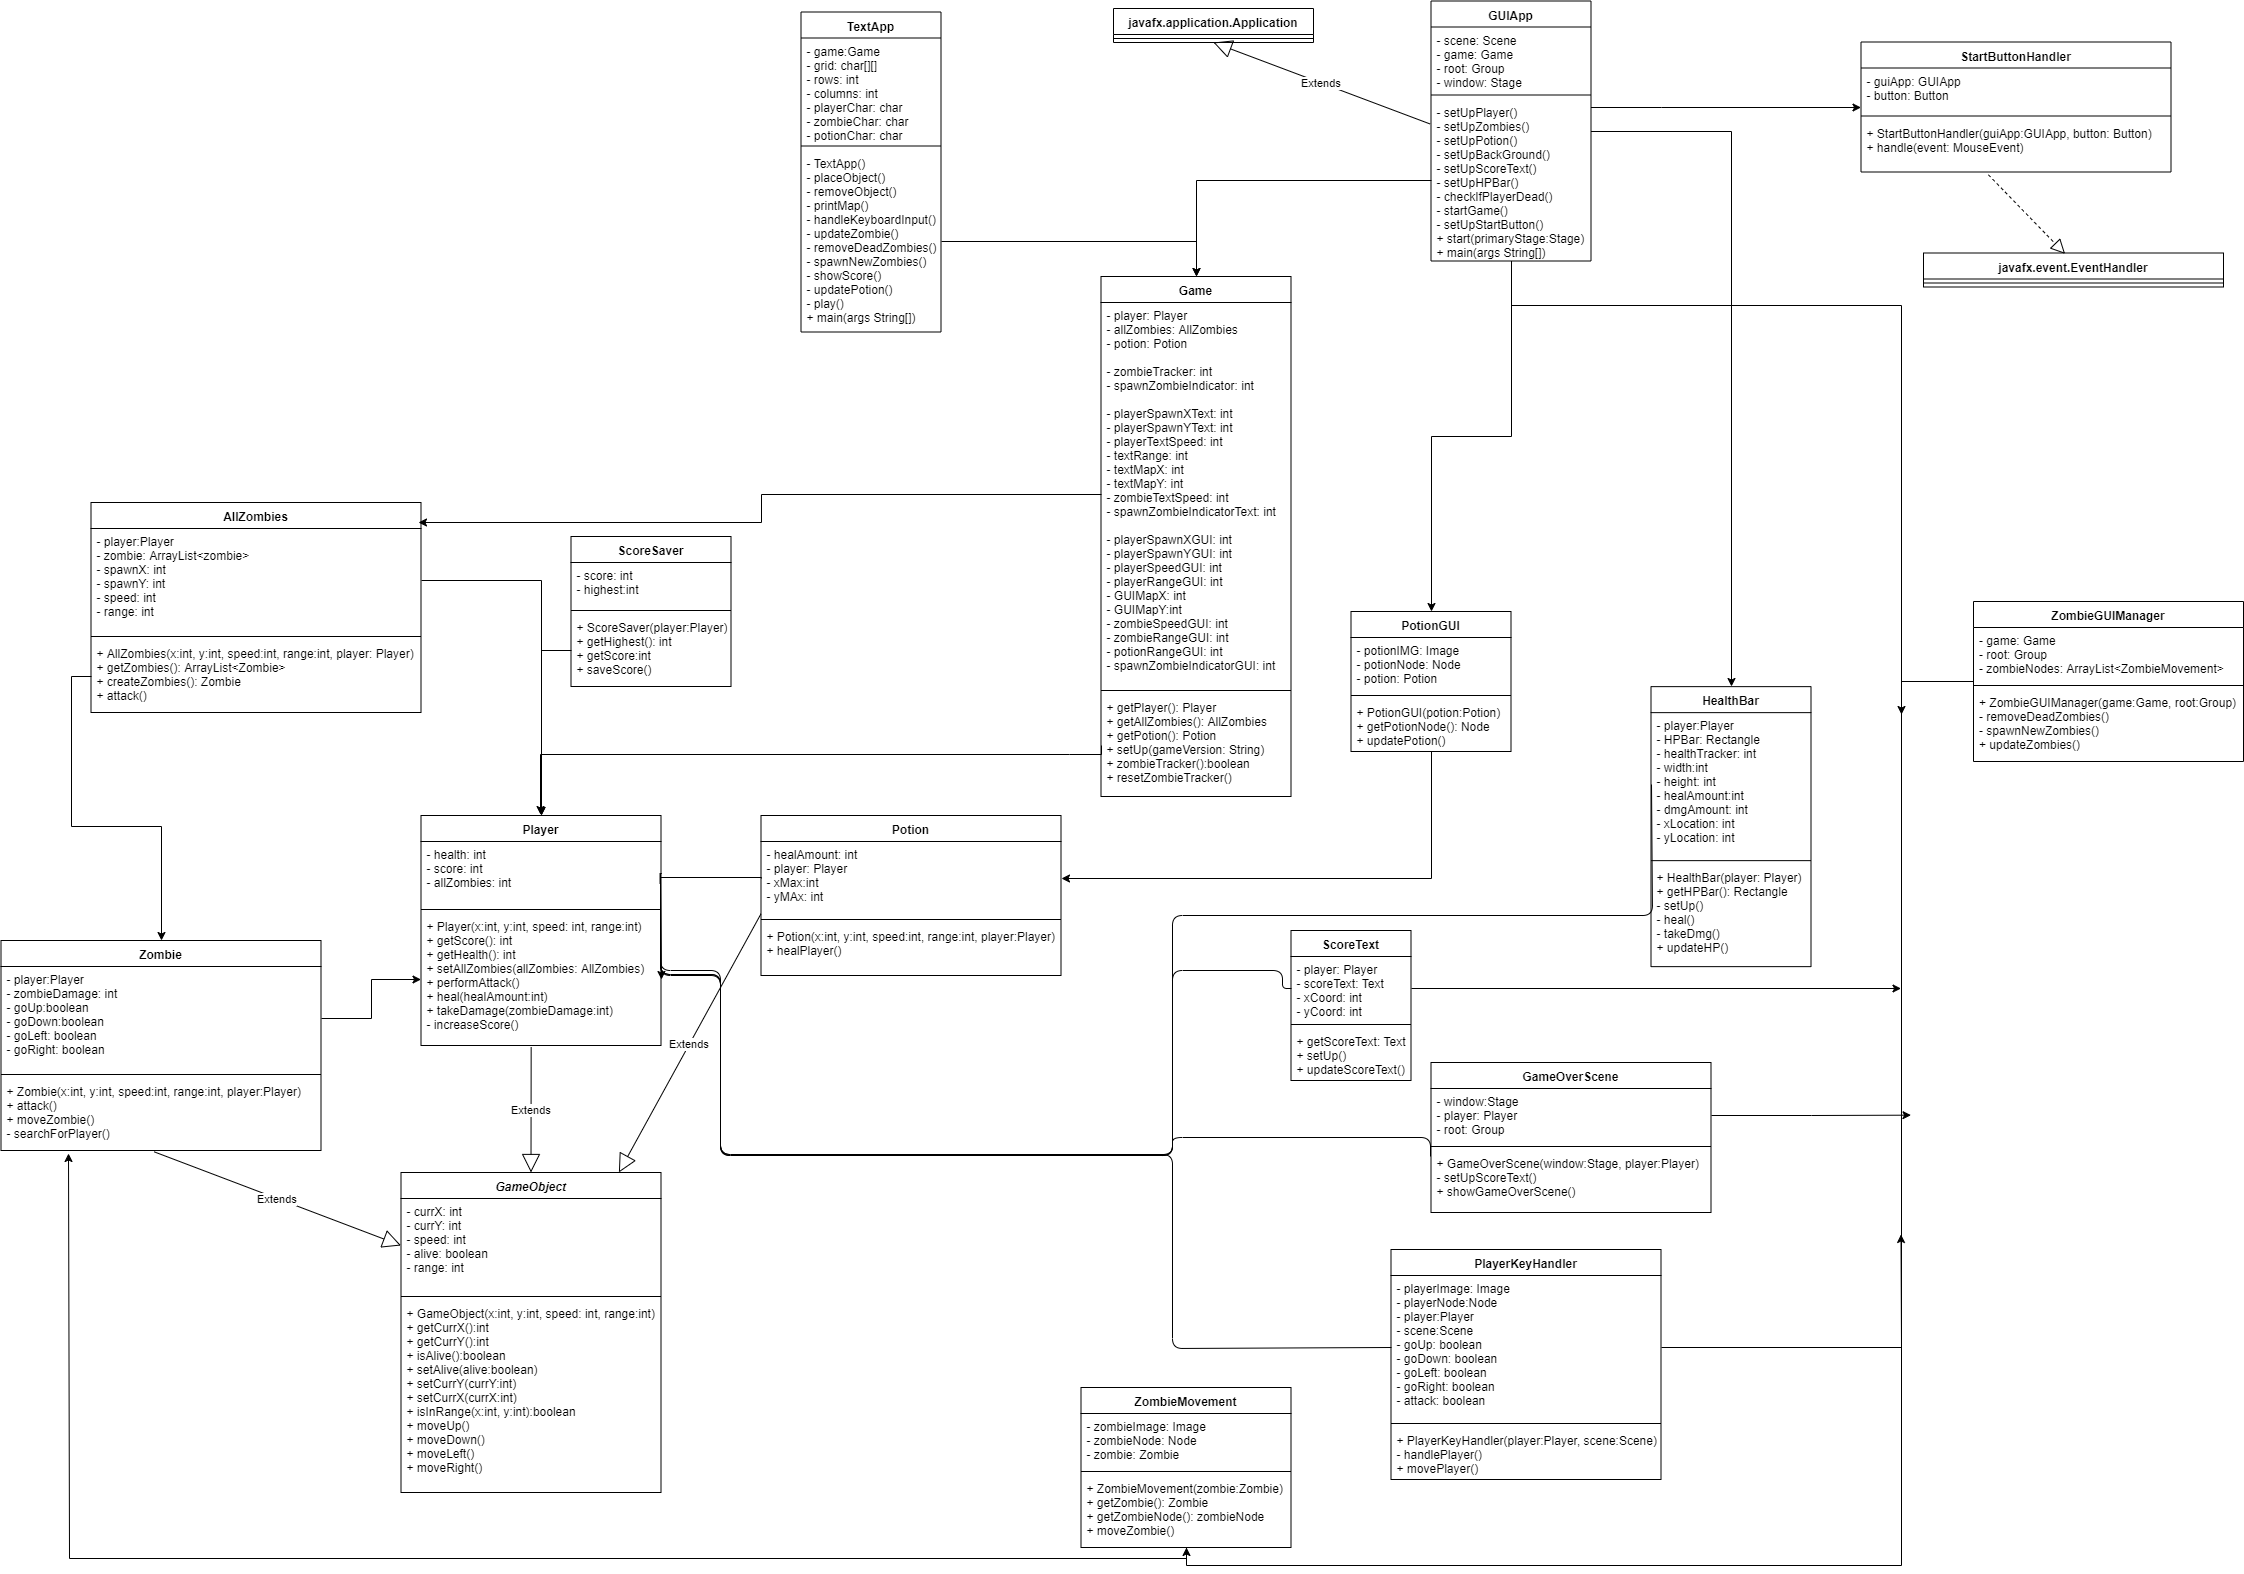 TextApp
- game:Game
- grid: char[][]
- rows: int
- columns: int
- playerChar: char
- zombieChar: char
- potionChar: char
- TextApp()
- placeObject()
- removeObject()
- printMap()
- handleKeyboardInput()
- updateZombie()
- removeDeadZombies()
- spawnNewZombies()
- showScore()
- updatePotion()
- play()
+ main(args String[])
javafx.application.Application
Extends
GUIApp
- scene: Scene
- game: Game
- root: Group
- window: Stage
- setUpPlayer()
- setUpZombies()
- setUpPotion()
- setUpBackGround()
- setUpScoreText()
- setUpHPBar()
- checkIfPlayerDead()
- startGame()
- setUpStartButton()
+ start(primaryStage:Stage)
+ main(args String[])
StartButtonHandler
- guiApp: GUIApp
- button: Button
+ StartButtonHandler(guiApp:GUIApp, button: Button)
+ handle(event: MouseEvent)
javafx.event.EventHandler
Game
- player: Player
- allZombies: AllZombies
- potion: Potion
- zombieTracker: int
- spawnZombieIndicator: int
- playerSpawnXText: int
- playerSpawnYText: int
- playerTextSpeed: int
- textRange: int
- textMapX: int
- textMapY: int
- zombieTextSpeed: int
- spawnZombieIndicatorText: int
- playerSpawnXGUI: int
- playerSpawnYGUI: int
- playerSpeedGUI: int
- playerRangeGUI: int
- GUIMapX: int
- GUIMapY:int
- zombieSpeedGUI: int
- zombieRangeGUI: int
- potionRangeGUI: int
- spawnZombieIndicatorGUI: int
+ getPlayer(): Player
+ getAllZombies(): AllZombies
+ getPotion(): Potion
+ setUp(gameVersion: String)
+ zombieTracker():boolean
+ resetZombieTracker()
AllZombies
- player:Player
- zombie: ArrayList<zombie>
- spawnX: int
- spawnY: int
- speed: int
- range: int
+ AllZombies(x:int, y:int, speed:int, range:int, player: Player)
+ getZombies(): ArrayList<Zombie>
+ createZombies(): Zombie
+ attack()
ScoreSaver
- score: int
- highest:int
+ ScoreSaver(player:Player)
+ getHighest(): int
+ getScore:int
+ saveScore()
PotionGUI
- potionIMG: Image
- potionNode: Node
- potion: Potion
+ PotionGUI(potion:Potion)
+ getPotionNode(): Node
+ updatePotion()
ZombieGUIManager
- game: Game
- root: Group
- zombieNodes: ArrayList<ZombieMovement>
+ ZombieGUIManager(game:Game, root:Group)
- removeDeadZombies()
- spawnNewZombies()
+ updateZombies()
HealthBar
- player:Player
- HPBar: Rectangle
- healthTracker: int
- width:int
- height: int
- healAmount:int
- dmgAmount: int
- xLocation: int
- yLocation: int
+ HealthBar(player: Player)
+ getHPBar(): Rectangle
- setUp()
- heal()
- takeDmg()
+ updateHP()
Player
- health: int
- score: int
- allZombies: int
+ Player(x:int, y:int, speed: int, range:int)
+ getScore(): int
+ getHealth(): int
+ setAllZombies(allZombies: AllZombies)
+ performAttack()
+ heal(healAmount:int)
+ takeDamage(zombieDamage:int)
- increaseScore()
Potion
- healAmount: int
- player: Player
- xMax:int
- yMAx: int
+ Potion(x:int, y:int, speed:int, range:int, player:Player)
+ healPlayer()
Zombie
- player:Player
- zombieDamage: int
- goUp:boolean
- goDown:boolean
- goLeft: boolean
- goRight: boolean
+ Zombie(x:int, y:int, speed:int, range:int, player:Player)
+ attack()
+ moveZombie()
- searchForPlayer()
Extends
Extends
Extends
GameObject
- currX: int
- currY: int
- speed: int
- alive: boolean
- range: int
+ GameObject(x:int, y:int, speed: int, range:int)
+ getCurrX():int
+ getCurrY():int
+ isAlive():boolean
+ setAlive(alive:boolean)
+ setCurrY(currY:int)
+ setCurrX(currX:int)
+ isInRange(x:int, y:int):boolean
+ moveUp()
+ moveDown()
+ moveLeft()
+ moveRight()
ScoreText
- player: Player
- scoreText: Text
- xCoord: int
- yCoord: int
+ getScoreText: Text
+ setUp()
+ updateScoreText()
GameOverScene
- window:Stage
- player: Player
- root: Group
+ GameOverScene(window:Stage, player:Player)
- setUpScoreText()
+ showGameOverScene()
PlayerKeyHandler
- playerImage: Image
- playerNode:Node
- player:Player
- scene:Scene
- goUp: boolean
- goDown: boolean
- goLeft: boolean
- goRight: boolean
- attack: boolean
+ PlayerKeyHandler(player:Player, scene:Scene)
- handlePlayer()
+ movePlayer()
ZombieMovement
- zombieImage: Image
- zombieNode: Node
- zombie: Zombie
+ ZombieMovement(zombie:Zombie)
+ getZombie(): Zombie
+ getZombieNode(): zombieNode
+ moveZombie()